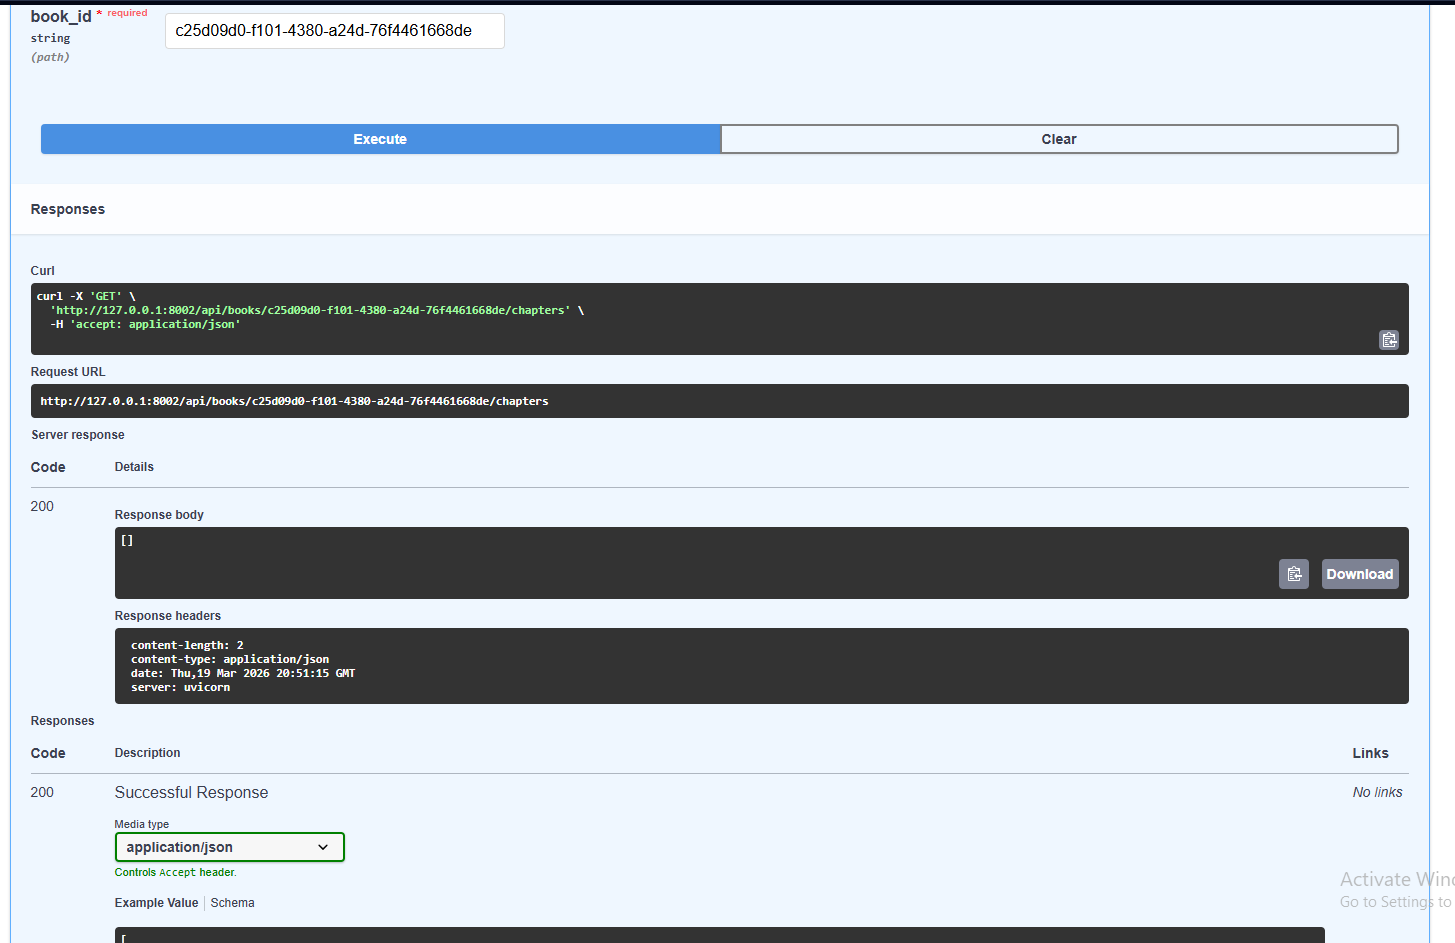 book_id * required
string
(path)
c25d09d0-f101-4380-a24d-76f4461668de
Execute
Clear
Responses
Curl
curl -X 'GET' \
'http://127.0.0.1:8002/api/books/c25d09d0-f101-4380-a24d-76f4461668de/chapters' \
-H 'accept: application/json'
Request URL
http://127.0.0.1:8002/api/books/c25d09d0-f101-4380-a24d-76f4461668de/chapters
Server response
Code Details
200
Response body
[]
Download
Response headers
content-length: 2
content-type: application/json
date: Thu,19 Mar 2026 20:51:15 GMT
server: uvicorn
Responses
Code Description Links
200 Successful Response No links
Media type
application/json
Controls Accept header.
Example Value Schema
[
Activate Wind
Go to Settings to